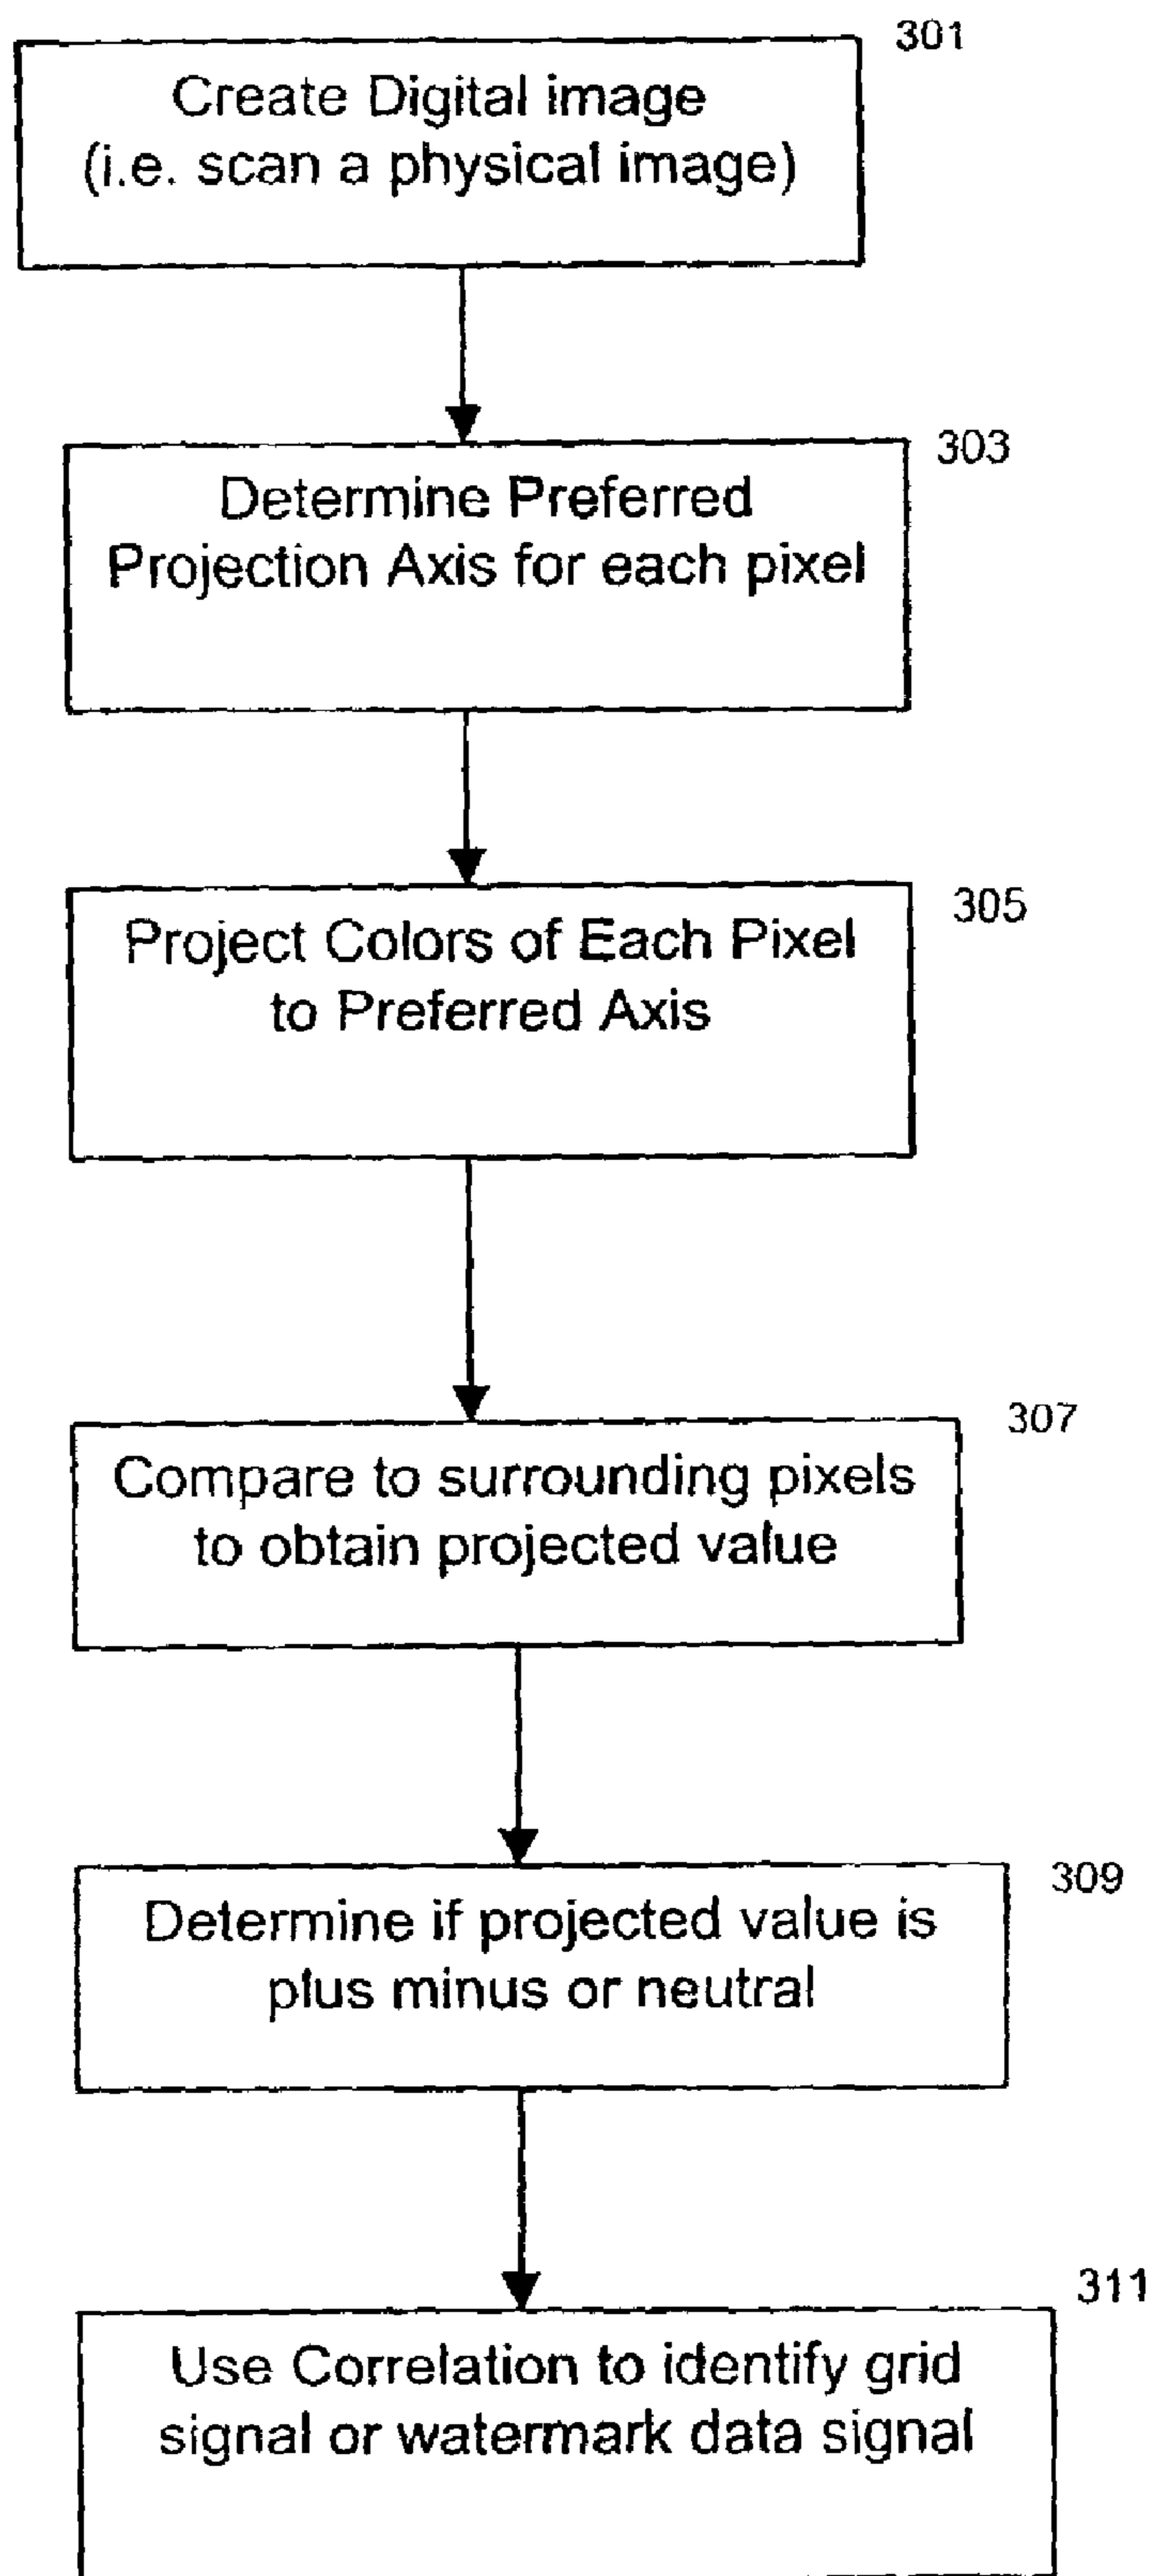 301
Create Digital image
(i.e. scan a physical image)
303
Determine Preferred
Projection Axis for each pixel
305
Project Colors of Each Pixel
to Preferred Axis
307
Compare to surrounding pixels
to obtain projected value
309
Determine if projected value is
plus minus or neutral
311
Use Correlation to identify grid
signal or watermark data signal